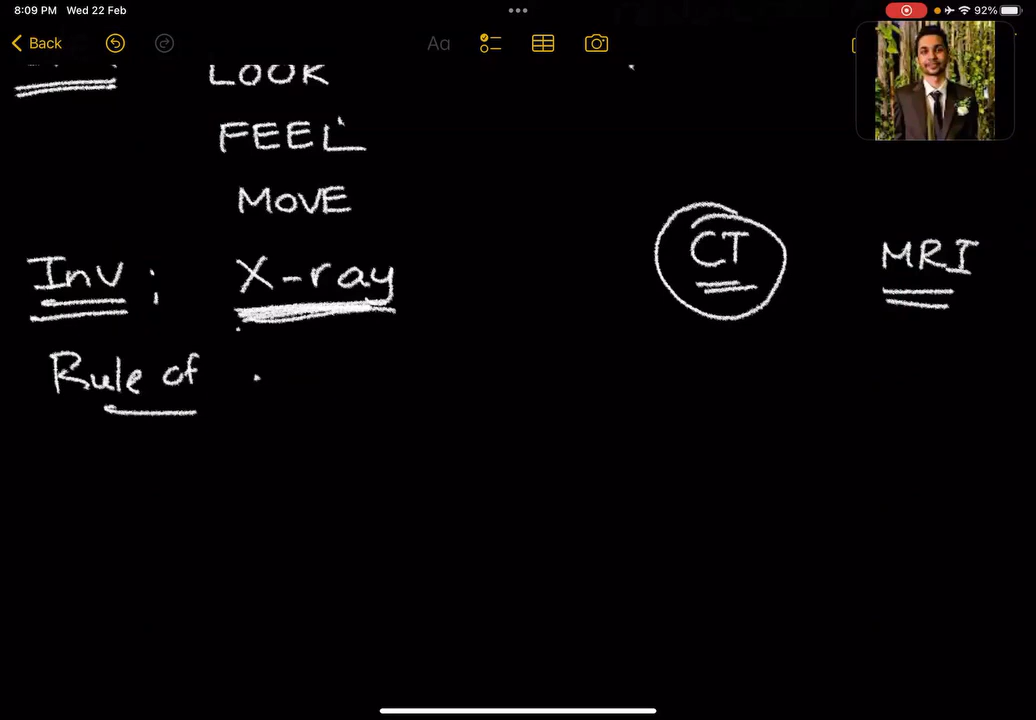 8:09 PM Wed 22 Feb
92%
Back
Aa
LOOK
FEEL
MOVE
Inv : X-ray CT MRI
Rule of